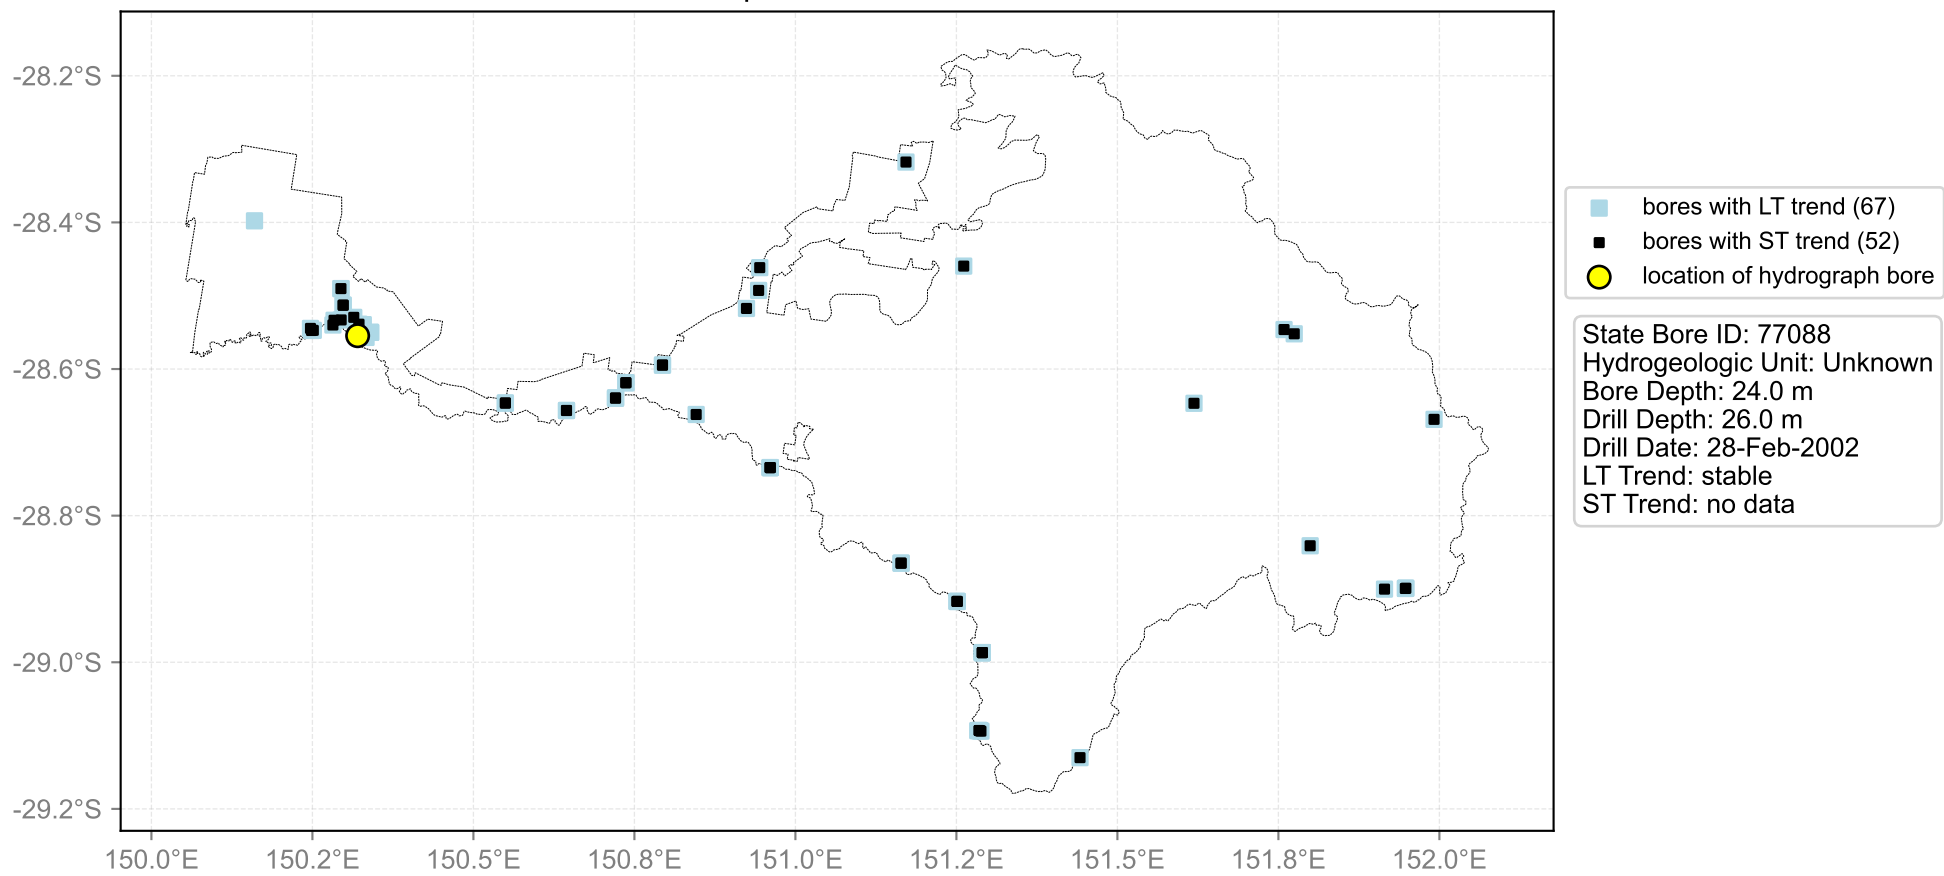 -28.2°S
-28.4°S
-28.6°S
-28.8°S
-29.0°S
-29.2°S
150.0°E
150.2°E
150.5°E
150.8°E
151.0°E
151.2°E
151.5°E
151.8°E
152.0°E
bores with LT trend (67)
bores with ST trend (52)
location of hydrograph bore
State Bore ID: 77088
Hydrogeologic Unit: Unknown
Bore Depth: 24.0 m
Drill Depth: 26.0 m
Drill Date: 28-Feb-2002
LT Trend: stable
ST Trend: no data